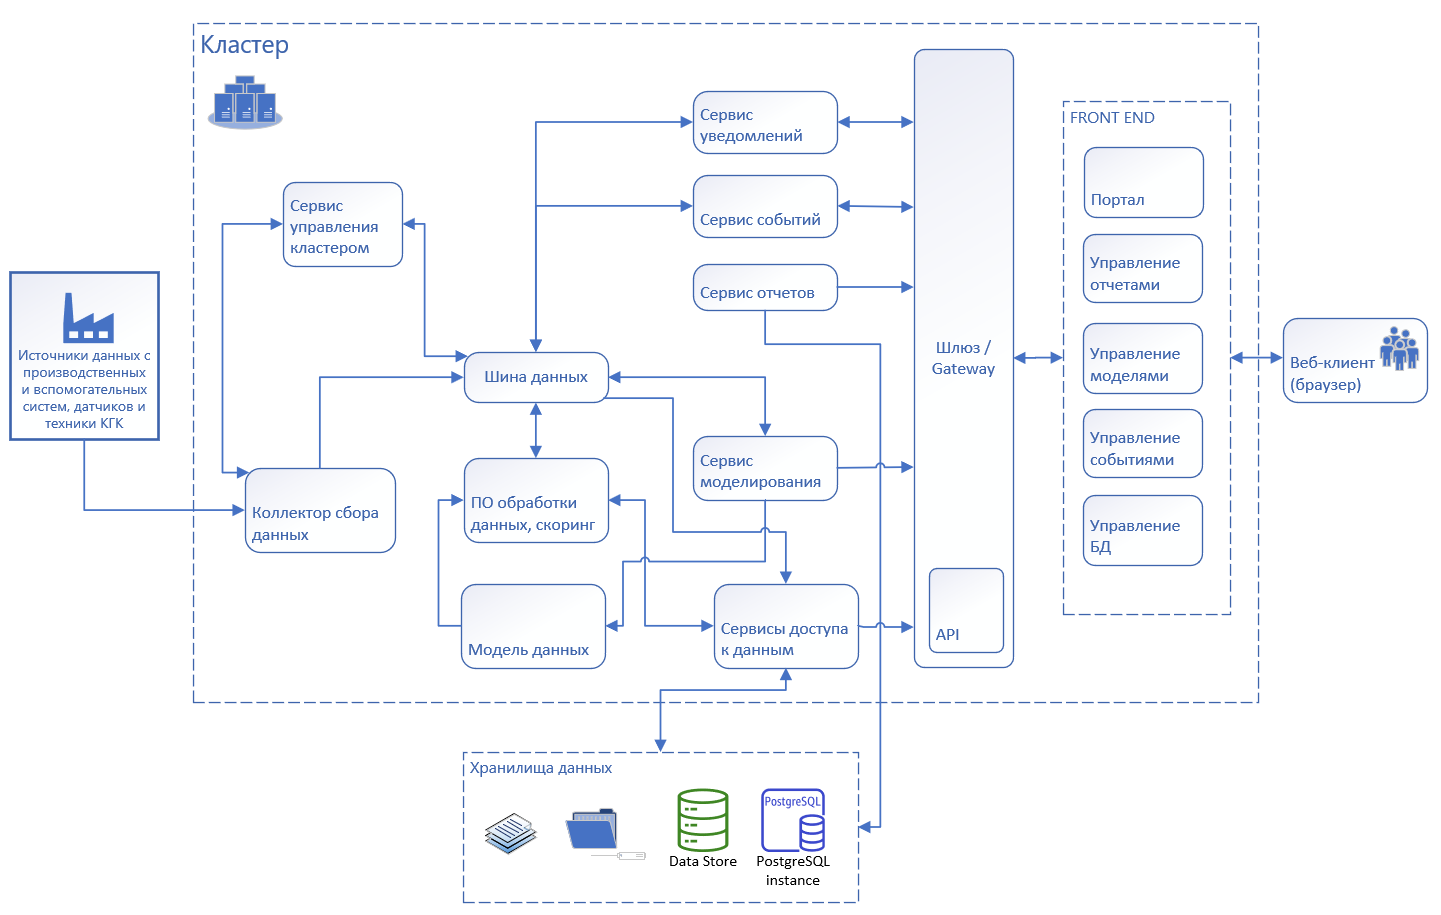 Кластер
Сервис
уведомлений
FRONT END
Портал
Сервис
управления
кластером
Сервис событий
Управление
отчетами
Сервис отчетов
Источники данных с
производственных
и вспомогательных
систем, датчиков и
техники КГК
Шина данных
Шлюз /
Gateway
Управление
моделями
Веб-клиент
(браузер)
Сервис
моделирования
Управление
событиями
Коллектор сбора
данных
ПО обработки
данных, скоринг
Управление
БД
Модель данных
Сервисы доступа
к данным
API
Хранилища данных
PostgreSQL
Data Store
PostgreSQL
instance